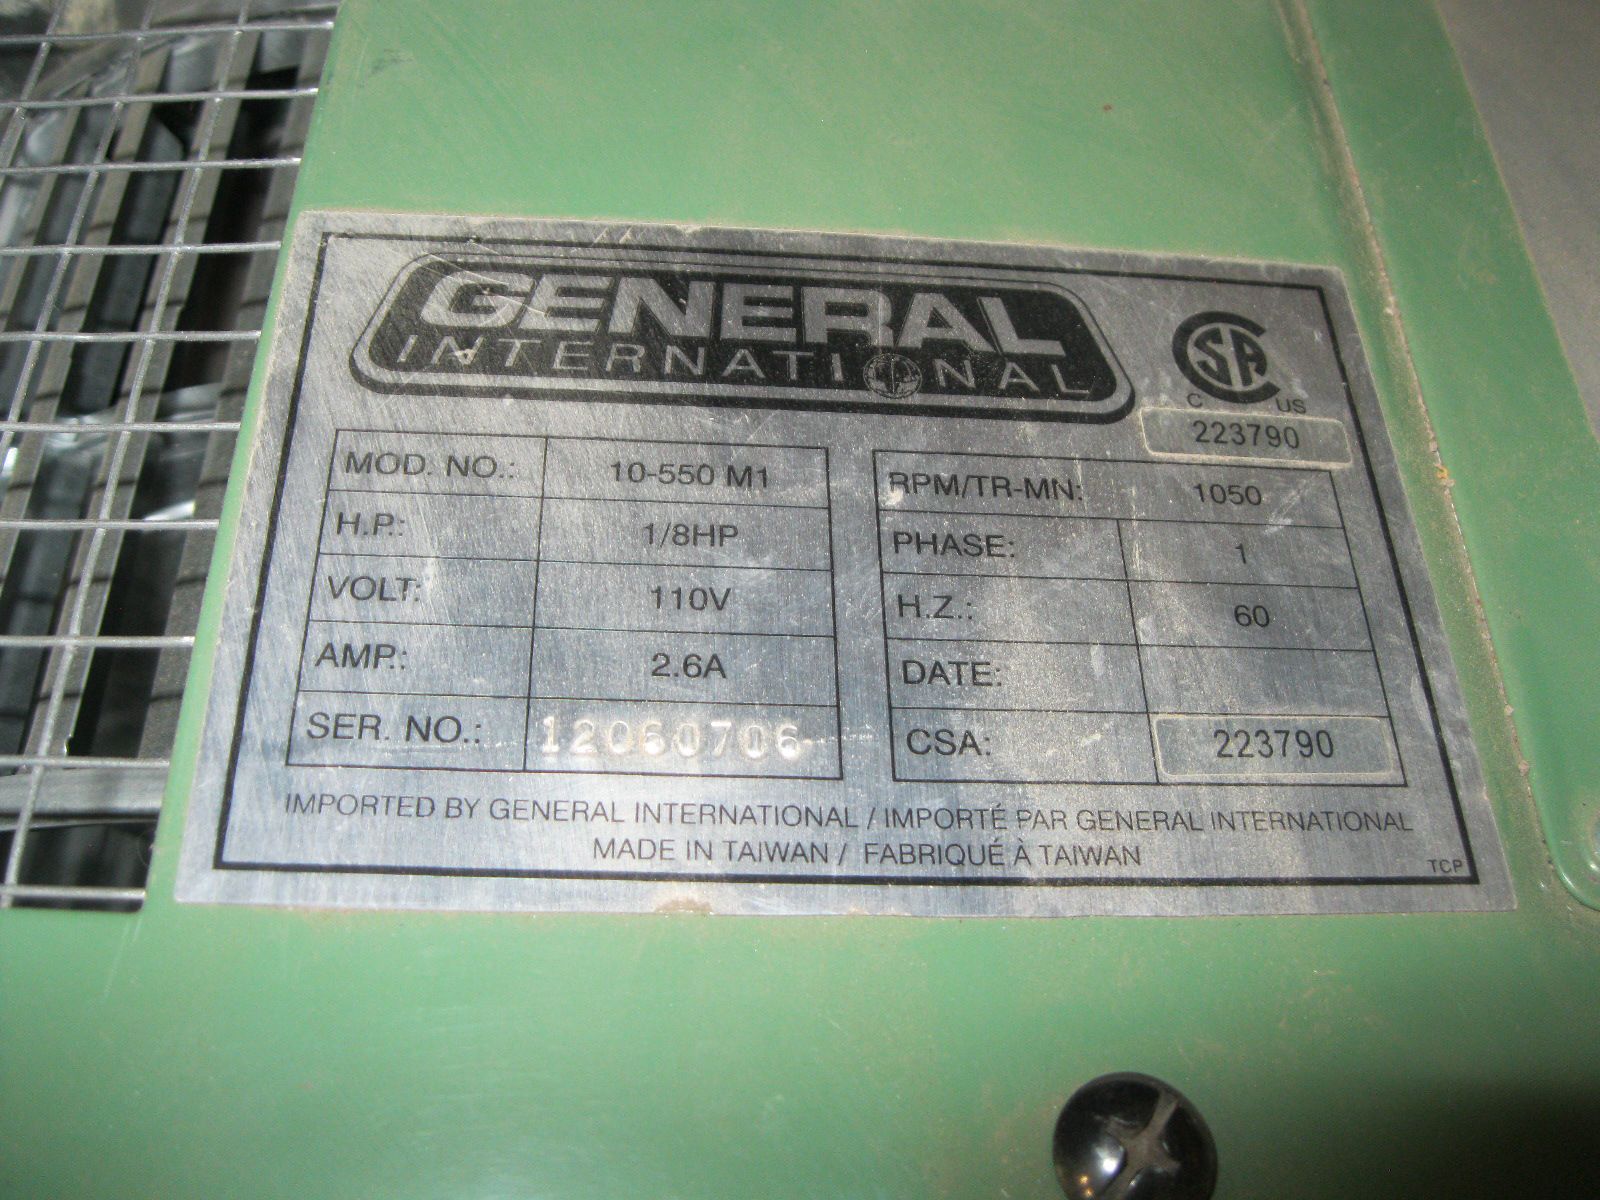 GENERAL
INTERNATIONAL
CSA
C US
223790
MOD. NO.: 10-550 M1
H.P.: 1/8HP
VOLT: 110V
AMP.: 2.6A
SER. NO.: 12060706
RPM/TR-MN: 1050
PHASE: 1
H.Z.: 60
DATE:
CSA: 223790
IMPORTED BY GENERAL INTERNATIONAL / IMPORTÉ PAR GENERAL INTERNATIONAL
MADE IN TAIWAN / FABRIQUÉ À TAIWAN
TCP